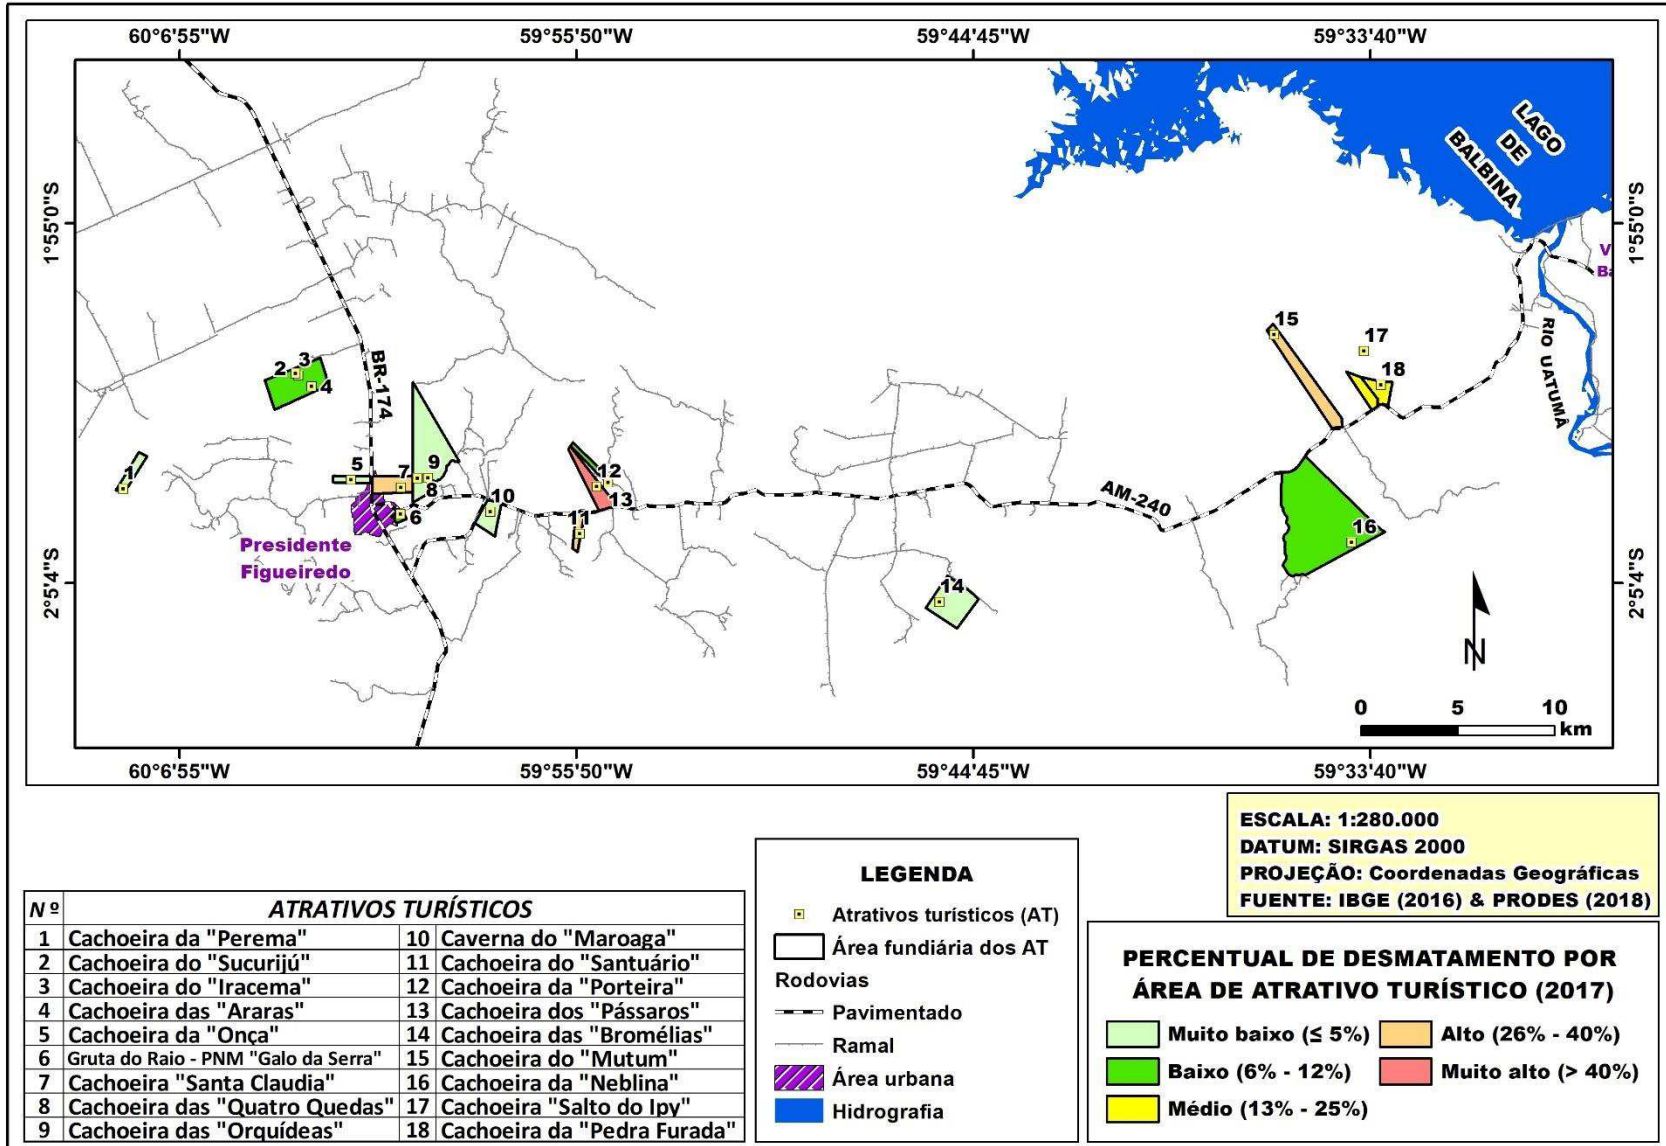 60°6'55"W 59°55'50"W 59°44'45"W 59°33'40"W
LAGO
DE
BALBINA
1°55'0"S 1°55'0"S
V
Ba
15
17
18
2 3
4
BR-174
RIO UATUMÃ
1
5
7
9
8
6
10
12
13
11
AM-240
16
14
Presidente
Figueiredo
2°5'4"S 2°5'4"S
N
0 5 10
km
60°6'55"W 59°55'50"W 59°44'45"W 59°33'40"W
ESCALA: 1:280.000
DATUM: SIRGAS 2000
PROJEÇÃO: Coordenadas Geográficas
FUENTE: IBGE (2016) & PRODES (2018)
Nº ATRATIVOS TURÍSTICOS
1 Cachoeira da "Perema" 10 Caverna do "Maroaga"
2 Cachoeira do "Sucurijú" 11 Cachoeira do "Santuário"
3 Cachoeira do "Iracema" 12 Cachoeira da "Porteira"
4 Cachoeira das "Araras" 13 Cachoeira dos "Pássaros"
5 Cachoeira da "Onça" 14 Cachoeira das "Bromélias"
6 Gruta do Raio - PNM "Galo da Serra" 15 Cachoeira do "Mutum"
7 Cachoeira "Santa Claudia" 16 Cachoeira da "Neblina"
8 Cachoeira das "Quatro Quedas" 17 Cachoeira "Salto do Ipy"
9 Cachoeira das "Orquídeas" 18 Cachoeira da "Pedra Furada"
LEGENDA
Atrativos turísticos (AT)
Área fundiária dos AT
Rodovias
Pavimentado
Ramal
Área urbana
Hidrografia
PERCENTUAL DE DESMATAMENTO POR
ÁREA DE ATRATIVO TURÍSTICO (2017)
Muito baixo (≤ 5%) Alto (26% - 40%)
Baixo (6% - 12%) Muito alto (> 40%)
Médio (13% - 25%)